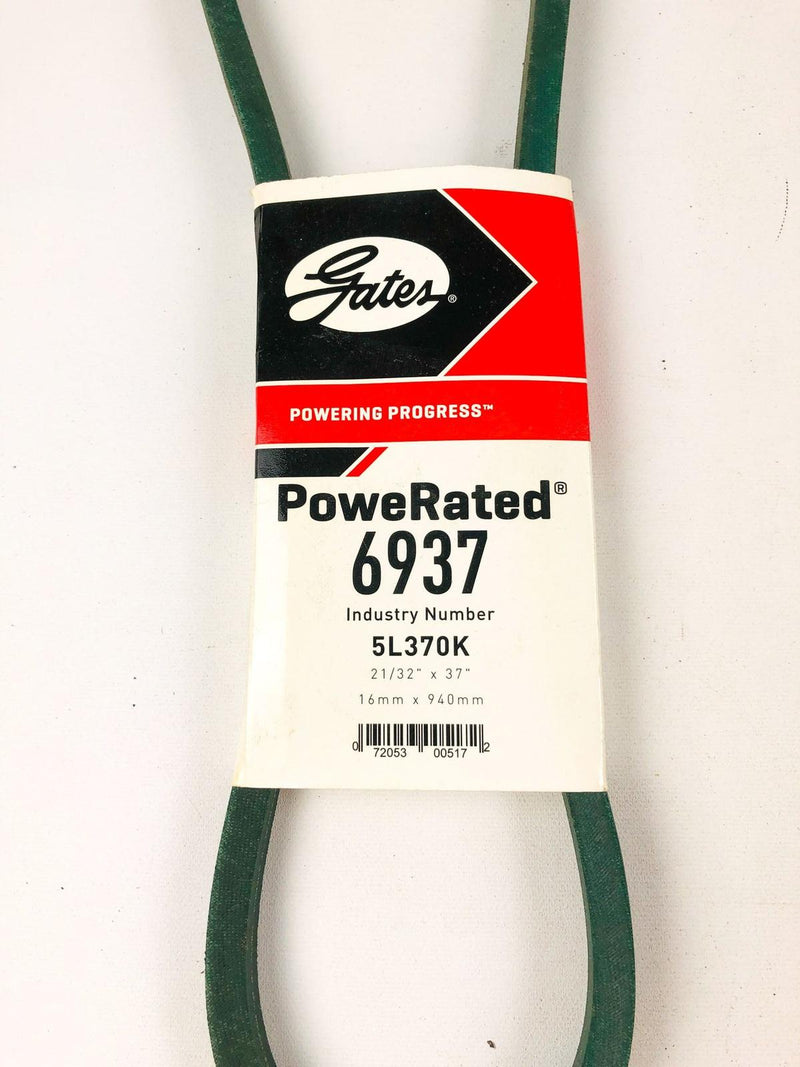 Gates®
POWERING PROGRESS™
PoweRated®
6937
Industry Number
5L370K
21/32" x 37"
16mm x 940mm
0 72053 00517 2